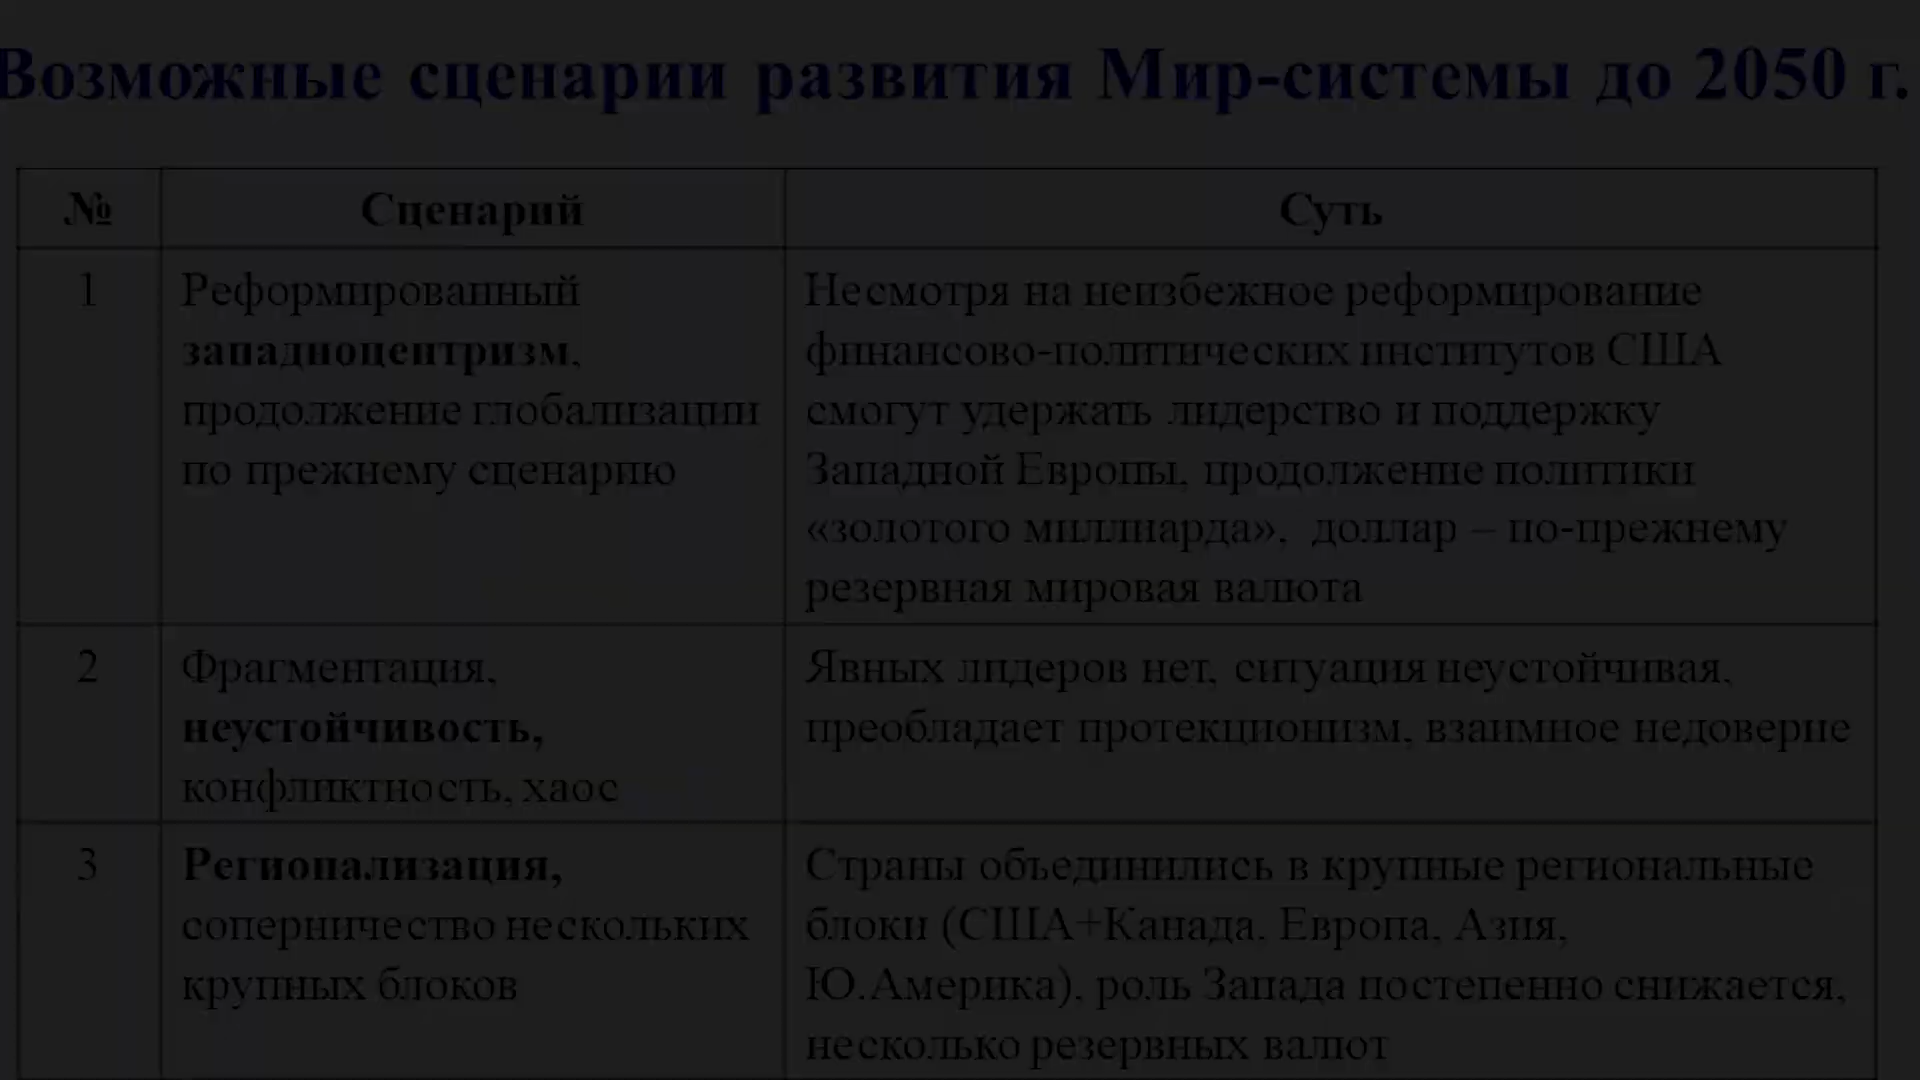 Возможные сценарии развития Мир-системы до 2050 г.
№ Сценарий Суть
1 Реформированный
западноцентризм,
продолжение глобализации
по прежнему сценарию
Несмотря на неизбежное реформирование
финансово-политических институтов США
смогут удержать лидерство и поддержку
Западной Европы, продолжение политики
«золотого миллиарда», доллар – по-прежнему
резервная мировая валюта
2 Фрагментация,
неустойчивость,
конфликтность, хаос
Явных лидеров нет, ситуация неустойчивая,
преобладает протекционизм, взаимное недоверие
3 Регионализация,
соперничество нескольких
крупных блоков
Страны объединились в крупные региональные
блоки (США+Канада, Европа, Азия,
Ю.Америка), роль Запада постепенно снижается,
несколько резервных валют